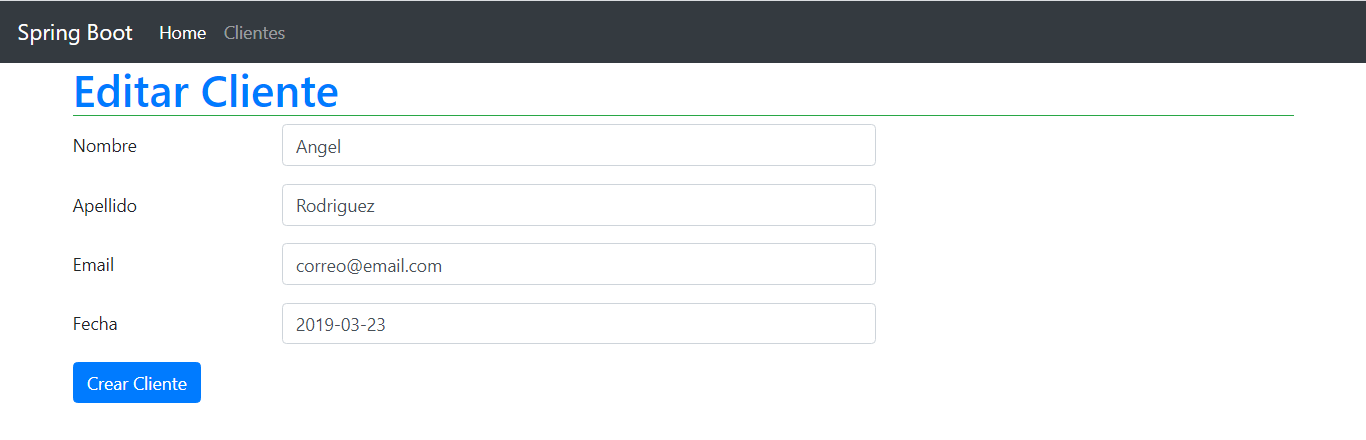 Spring Boot Home Clientes
Editar Cliente
Nombre Angel
Apellido Rodriguez
Email correo@email.com
Fecha 2019-03-23
Crear Cliente